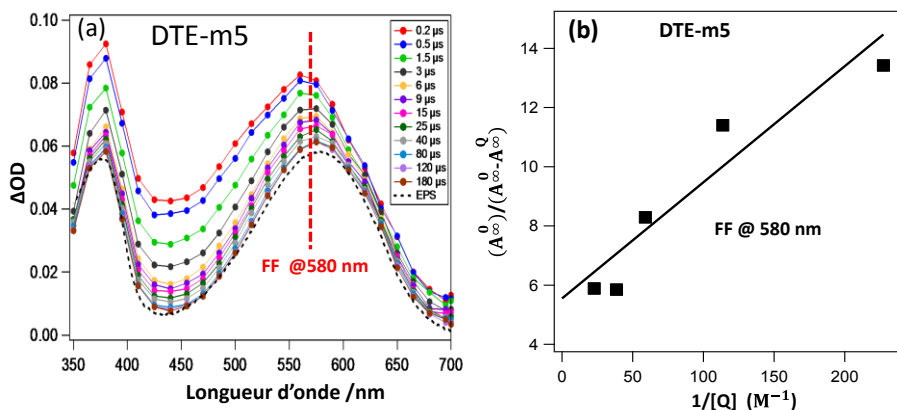 (a)
DTE-m5
0.2 µs
0.5 µs
1.5 µs
3 µs
6 µs
9 µs
15 µs
25 µs
40 µs
80 µs
120 µs
180 µs
EPS
FF @580 nm
ΔOD
0.10
0.08
0.06
0.04
0.02
0.00
350 400 450 500 550 600 650 700
Longueur d'onde /nm
(b)
DTE-m5
FF @ 580 nm
(A⁰∞)/(A⁰∞-A^Q∞)
14
12
10
8
6
4
0 50 100 150 200
1/[Q] (M⁻¹)